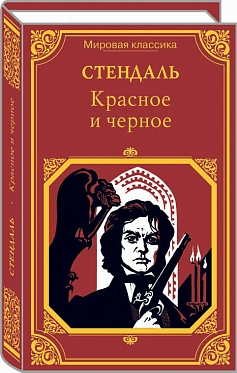 Мировая классика
СТЕНДАЛЬ
Красное
и черное
СТЕНДАЛЬ · Красное и черное